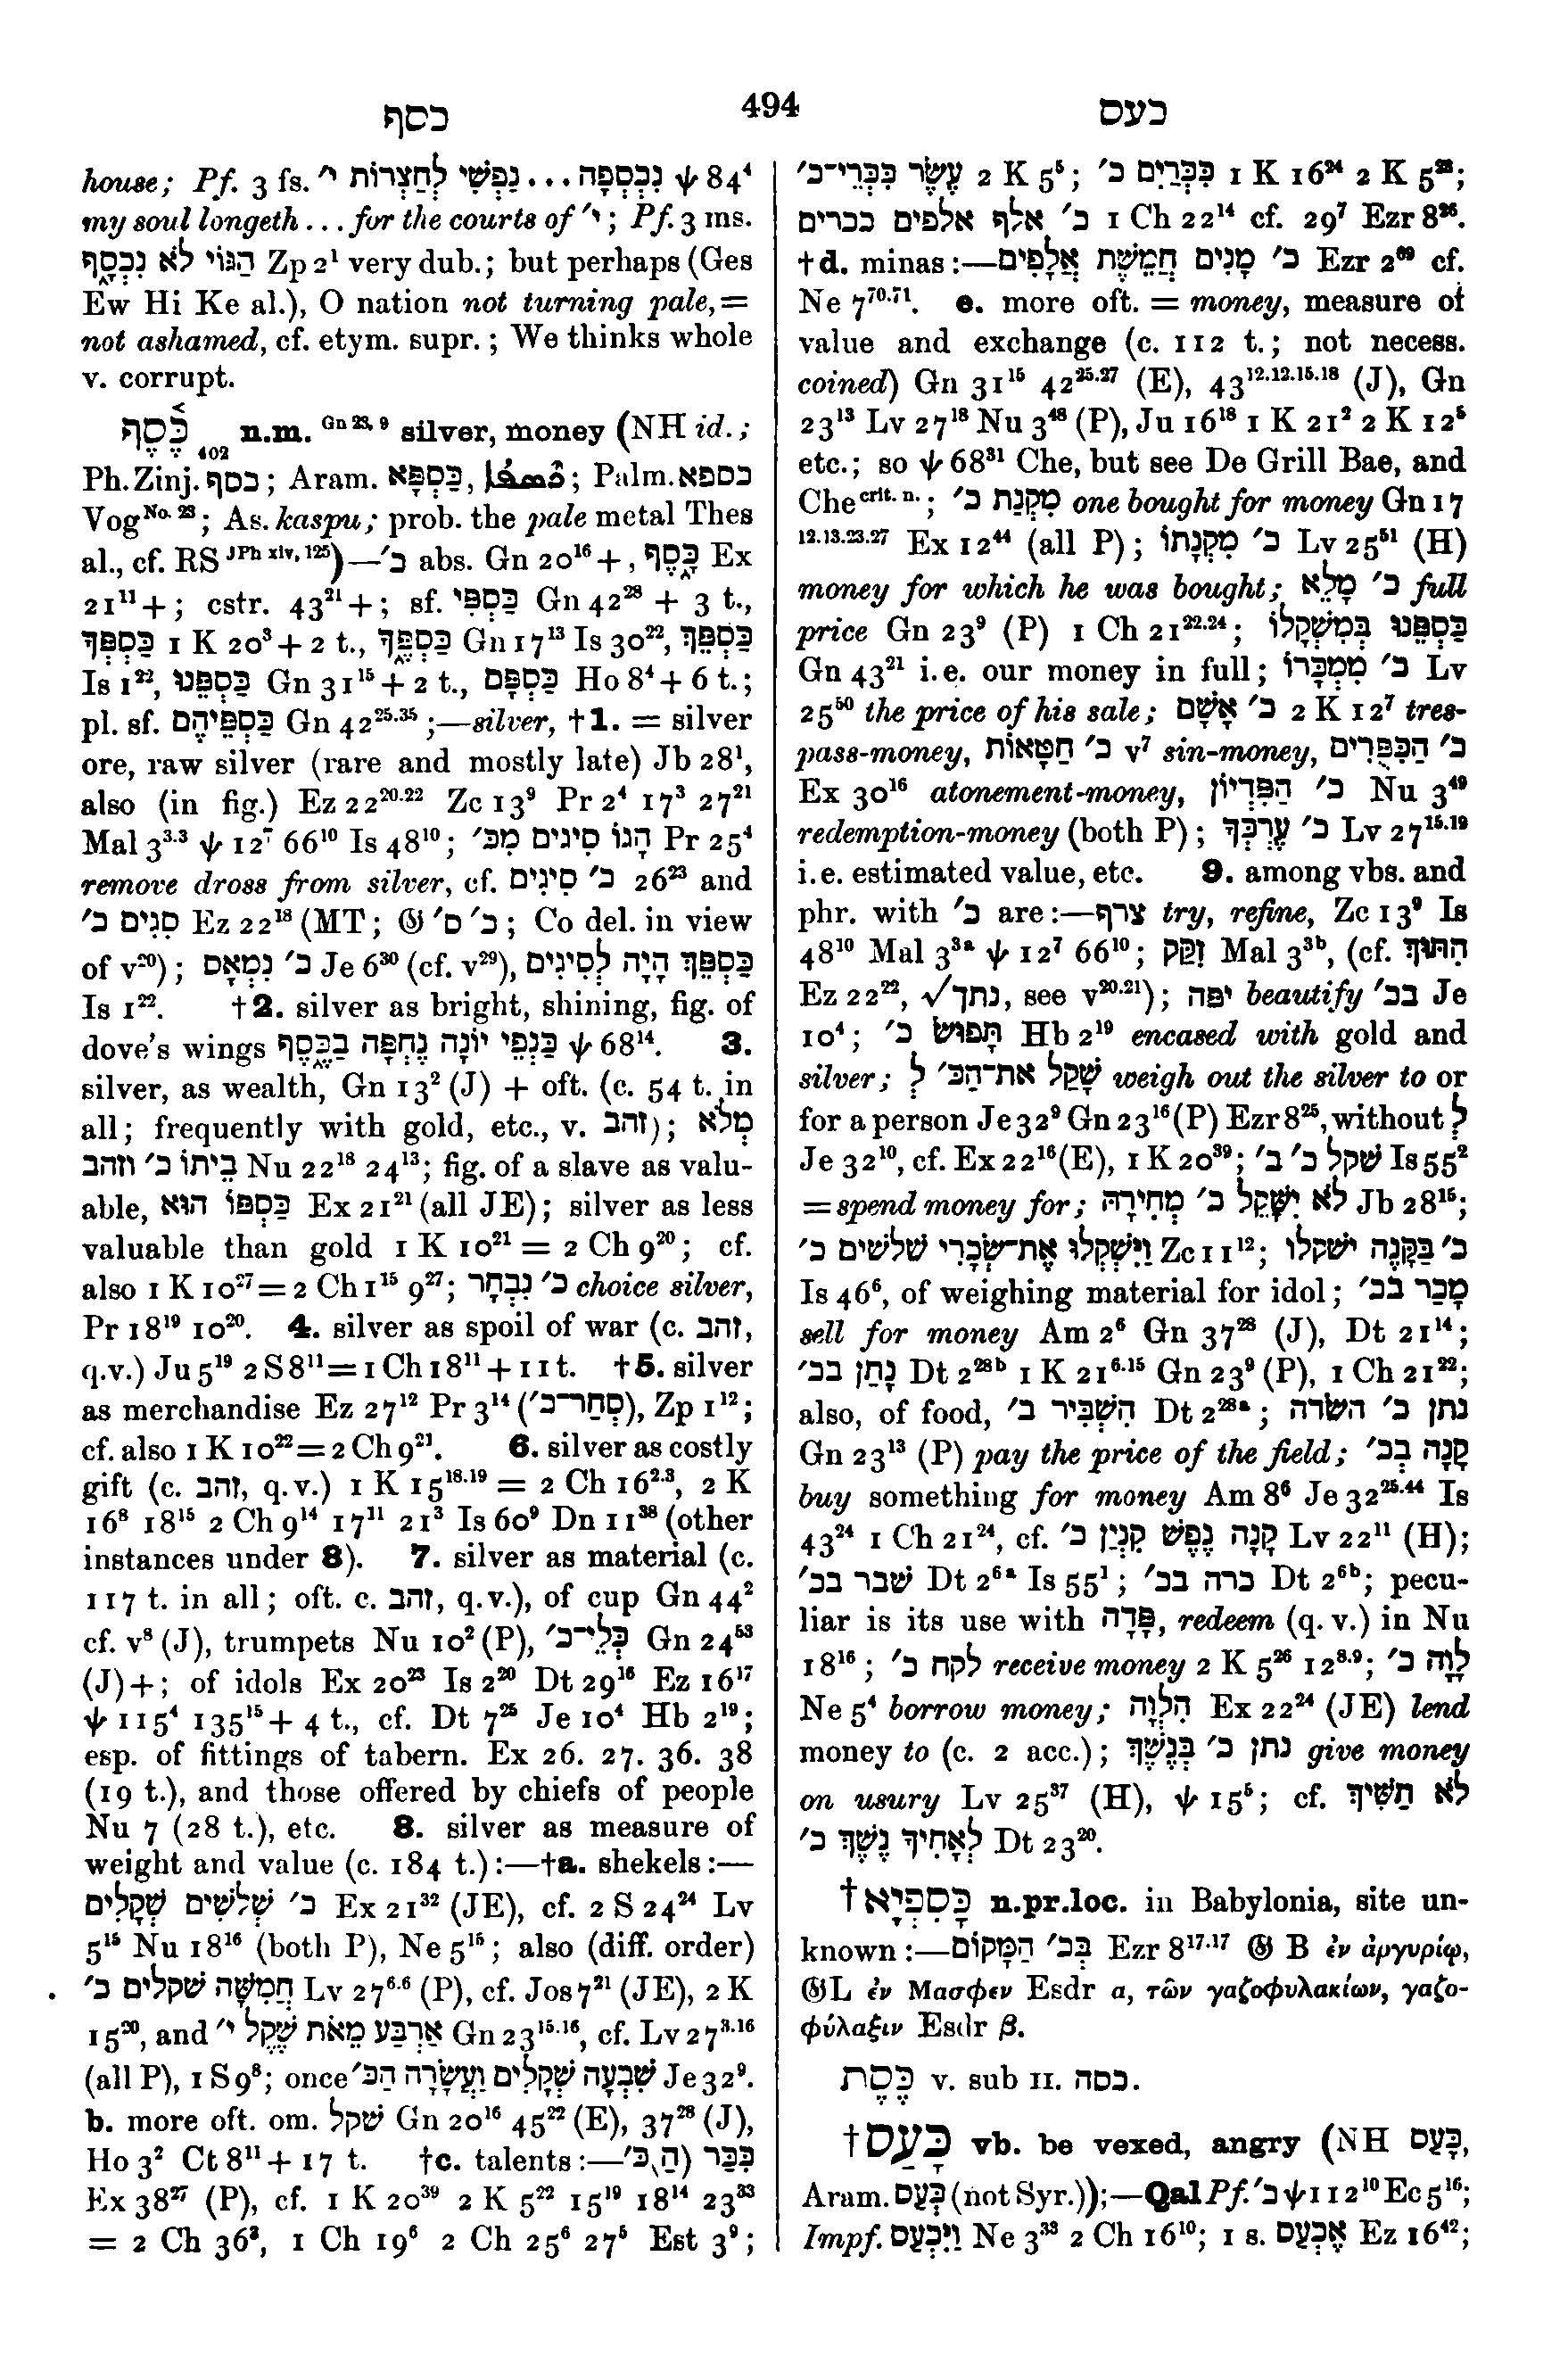 כסף 494 כעס
house; Pf. 3 fs. נִכְסְפָה ... נַפְשִׁי לְחַצְרוֹת י״ ψ 84⁴
my soul longeth ... for the courts of י״; Pf. 3 ms.
הַגּוֹי לֹא נִכְסָ֑ף Zp 2¹ very dub.; but perhaps (Ges
Ew Hi Ke al.), O nation not turning pale, =
not ashamed, cf. etym. supr.; We thinks whole
v. corrupt.
כֶּ֫סֶף₄₀₂ n.m. Gn 23, 9 silver, money (NH id.;
Ph. Zinj. כסף; Aram. כַּסְפָּא, ܟܣܦܐ; Palm. כספא
Vog No. 23; As. kaspu; prob. the pale metal Thes
al., cf. RS JPh xiv, 125)—כ׳ abs. Gn 20¹⁶ +, כָּ֑סֶף Ex
21¹¹ +; cstr. 43²¹ +; sf. כַּסְפִּי Gn 42²⁸ + 3 t.,
כַּסְפְּךָ 1 K 20³ + 2 t., כַּסְפֶּ֑ךָ Gn 17¹³ Is 30²², כַּסְפֵּךְ
Is 1²², כַּסְפֵּנוּ Gn 31¹⁵ + 2 t., כַּסְפָּם Ho 8⁴ + 6 t.;
pl. sf. כַּסְפֵּיהֶם Gn 42²⁵·³⁵;—silver, †1. = silver
ore, raw silver (rare and mostly late) Jb 28¹,
also (in fig.) Ez 22²⁰·²² Zc 13⁹ Pr 2⁴ 17³ 27²¹
Mal 3³·³ ψ 12⁷ 66¹⁰ Is 48¹⁰; הָגוֹ סִיגִים מִכּ׳ Pr 25⁴
remove dross from silver, cf. כ׳ סִיגִים 26²³ and
סִגִים כ׳ Ez 22¹⁸ (MT; 𝔊 כ׳ ס׳; Co del. in view
of v²⁰); כ׳ נִמְאָס Je 6³⁰ (cf. v²⁹), כַּסְפֵּךְ הָיָה לְסִיגִים
Is 1²². †2. silver as bright, shining, fig. of
dove's wings כַּנְפֵי יוֹנָה נֶחְפָּה בַכֶּ֑סֶף ψ 68¹⁴. 3.
silver, as wealth, Gn 13² (J) + oft. (c. 54 t. in
all; frequently with gold, etc., v. זהב); מְלֹא
בֵיתוֹ כ׳ וזהב Nu 22¹⁸ 24¹³; fig. of a slave as valu-
able, כַסְפּוֹ הוּא Ex 21²¹ (all JE); silver as less
valuable than gold 1 K 10²¹ = 2 Ch 9²⁰; cf.
also 1 K 10²⁷ = 2 Ch 1¹⁵ 9²⁷; כ׳ נִבְחָר choice silver,
Pr 18¹⁹ 10²⁰. 4. silver as spoil of war (c. זהב,
q.v.) Ju 5¹⁹ 2 S 8¹¹ = 1 Ch 18¹¹ + 11 t. †5. silver
as merchandise Ez 27¹² Pr 3¹⁴ (סְחַר־כ׳), Zp 1¹²;
cf. also 1 K 10²² = 2 Ch 9²¹. 6. silver as costly
gift (c. זהב, q.v.) 1 K 15¹⁸·¹⁹ = 2 Ch 16²·³, 2 K
16⁸ 18¹⁵ 2 Ch 9¹⁴ 17¹¹ 21³ Is 60⁹ Dn 11³⁸ (other
instances under 8). 7. silver as material (c.
117 t. in all; oft. c. זהב, q.v.), of cup Gn 44²
cf. v⁸ (J), trumpets Nu 10² (P), כְּלֵי־כ׳ Gn 24⁵³
(J) +; of idols Ex 20²³ Is 2²⁰ Dt 29¹⁶ Ez 16¹⁷
ψ 115⁴ 135¹⁵ + 4 t., cf. Dt 7²⁵ Je 10⁴ Hb 2¹⁹;
esp. of fittings of tabern. Ex 26. 27. 36. 38
(19 t.), and those offered by chiefs of people
Nu 7 (28 t.), etc. 8. silver as measure of
weight and value (c. 184 t.):—†a. shekels:—
כ׳ שְׁלשִׁים שְׁקָלִים Ex 21³² (JE), cf. 2 S 24²⁴ Lv
5¹⁵ Nu 18¹⁶ (both P), Ne 5¹⁵; also (diff. order)
חֲמִשָּׁה שקלים כ׳ Lv 27⁶·⁶ (P), cf. Jos 7²¹ (JE), 2 K
15²⁰, and אַרְבַּע מֵאֹת שֶׁקֶל י״ Gn 23¹⁵·¹⁶, cf. Lv 27³·¹⁶
(all P), 1 S 9⁸; once שִׁבְעָה שְׁקָלִים וַעֲשָׂרָה הַכּ׳ Je 32⁹.
b. more oft. om. שקל Gn 20¹⁶ 45²² (E), 37²⁸ (J),
Ho 3² Ct 8¹¹ + 17 t. †c. talents:—כִּכַּר (הַ)כּ׳
Ex 38²⁷ (P), cf. 1 K 20³⁹ 2 K 5²² 15¹⁹ 18¹⁴ 23³³
= 2 Ch 36³, 1 Ch 19⁶ 2 Ch 25⁶ 27⁵ Est 3⁹;
עֶשֶׂר כִּכְּרֵי־כ׳ 2 K 5⁵; כִּכְּרַיִם כ׳ 1 K 16²⁴ 2 K 5²³;
כ׳ אלף אלפים ככרים 1 Ch 22¹⁴ cf. 29⁷ Ezr 8²⁶.
†d. minas:—כ׳ מָנִים חֲמֵשֶׁת אֲלָפִים Ezr 2⁶⁹ cf.
Ne 7⁷⁰·⁷¹. e. more oft. = money, measure of
value and exchange (c. 112 t.; not necess.
coined) Gn 31¹⁵ 42²⁵·²⁷ (E), 43¹²·¹²·¹⁵·¹⁸ (J), Gn
23¹³ Lv 27¹⁸ Nu 3⁴⁸ (P), Ju 16¹⁸ 1 K 21² 2 K 12⁵
etc.; so ψ 68³¹ Che, but see De Grill Bae, and
Che crit. n.; מִקְנַת כ׳ one bought for money Gn 17
¹²·¹³·²³·²⁷ Ex 12⁴⁴ (all P); כ׳ מִקְנָתוֹ Lv 25⁵¹ (H)
money for which he was bought; כ׳ מָלֵא full
price Gn 23⁹ (P) 1 Ch 21²²·²⁴; כַּסְפֵּנוּ בְּמִשְׁקָלוֹ
Gn 43²¹ i.e. our money in full; כ׳ מִמְכָּרוֹ Lv
25⁵⁰ the price of his sale; כ׳ אָשָׁם 2 K 12⁷ tres-
pass-money, כ׳ חַטָּאוֹת v⁷ sin-money, כ׳ הַכִּפֻּרִים
Ex 30¹⁶ atonement-money, כ׳ הַפִּדְיוֹן Nu 3⁴⁹
redemption-money (both P); כ׳ עֶרְכְּךָ Lv 27¹⁵·¹⁹
i.e. estimated value, etc. 9. among vbs. and
phr. with כ׳ are:—צרף try, refine, Zc 13⁹ Is
48¹⁰ Mal 3³ᵃ ψ 12⁷ 66¹⁰; זִקַּק Mal 3³ᵇ, (cf. הִתּוּךְ
Ez 22²², √נתך, see v²⁰·²¹); יפה beautify בכ׳ Je
10⁴; תָּפוּשׂ כ׳ Hb 2¹⁹ encased with gold and
silver; שָׁקַל אֶת־הַכּ׳ לְ weigh out the silver to or
for a person Je 32⁹ Gn 23¹⁶ (P) Ezr 8²⁵, without לְ
Je 32¹⁰, cf. Ex 22¹⁶ (E), 1 K 20³⁹; שקל כ׳ ב׳ Is 55²
= spend money for; לֹא יִשָּׁקֵל כ׳ מְחִירָהּ Jb 28¹⁵;
וַיִּשְׁקְלוּ אֶת־שְׂכָרִי שלשים כ׳ Zc 11¹²; כ׳ בַּקָּנֶה ישקלו
Is 46⁶, of weighing material for idol; מָכַר בכ׳
sell for money Am 2⁶ Gn 37²⁸ (J), Dt 21¹⁴;
נָתַן בכ׳ Dt 2²⁸ᵇ 1 K 21⁶·¹⁵ Gn 23⁹ (P), 1 Ch 21²²;
also, of food, הִשְׁבִּיר ב׳ Dt 2²⁸ᵃ; נתן כ׳ השדה
Gn 23¹³ (P) pay the price of the field; קָנָה בְכ׳
buy something for money Am 8⁶ Je 32²⁵·⁴⁴ Is
43²⁴ 1 Ch 21²⁴, cf. קָנָה נֶפֶשׁ קִנְיַן כ׳ Lv 22¹¹ (H);
שבר בכ׳ Dt 2⁶ᵃ Is 55¹; כרה בכ׳ Dt 2⁶ᵇ; pecu-
liar is its use with פָּדָה, redeem (q. v.) in Nu
18¹⁶; לקח כ׳ receive money 2 K 5²⁶ 12⁸·⁹; לָוָה כ׳
Ne 5⁴ borrow money; הִלְוָה Ex 22²⁴ (JE) lend
money to (c. 2 acc.); נתן כ׳ בְּנֶשֶׁךְ give money
on usury Lv 25³⁷ (H), ψ 15⁵; cf. לֹא תַשִּׁיךְ
לְאָחִיךָ נֶשֶׁךְ כ׳ Dt 23²⁰.
†כָּסִפְיָא n.pr.loc. in Babylonia, site un-
known:—בְּכ׳ הַמָּקוֹם Ezr 8¹⁷·¹⁷ 𝔊 B ἐν ἀργυρίῳ,
𝔊L ἐν Μασφεν Esdr α, τῶν γαζοφυλακίων, γαζο-
φύλαξιν Esdr β.
כֶּסֶת v. sub II. כסה.
†כָּעַס vb. be vexed, angry (NH כָּעַס,
Aram. כְּעַס (not Syr.));—Qal Pf. כ׳ ψ 112¹⁰ Ec 5¹⁶;
Impf. וַיִּכְעַס Ne 3³³ 2 Ch 16¹⁰; 1 s. אֶכְעַס Ez 16⁴²;